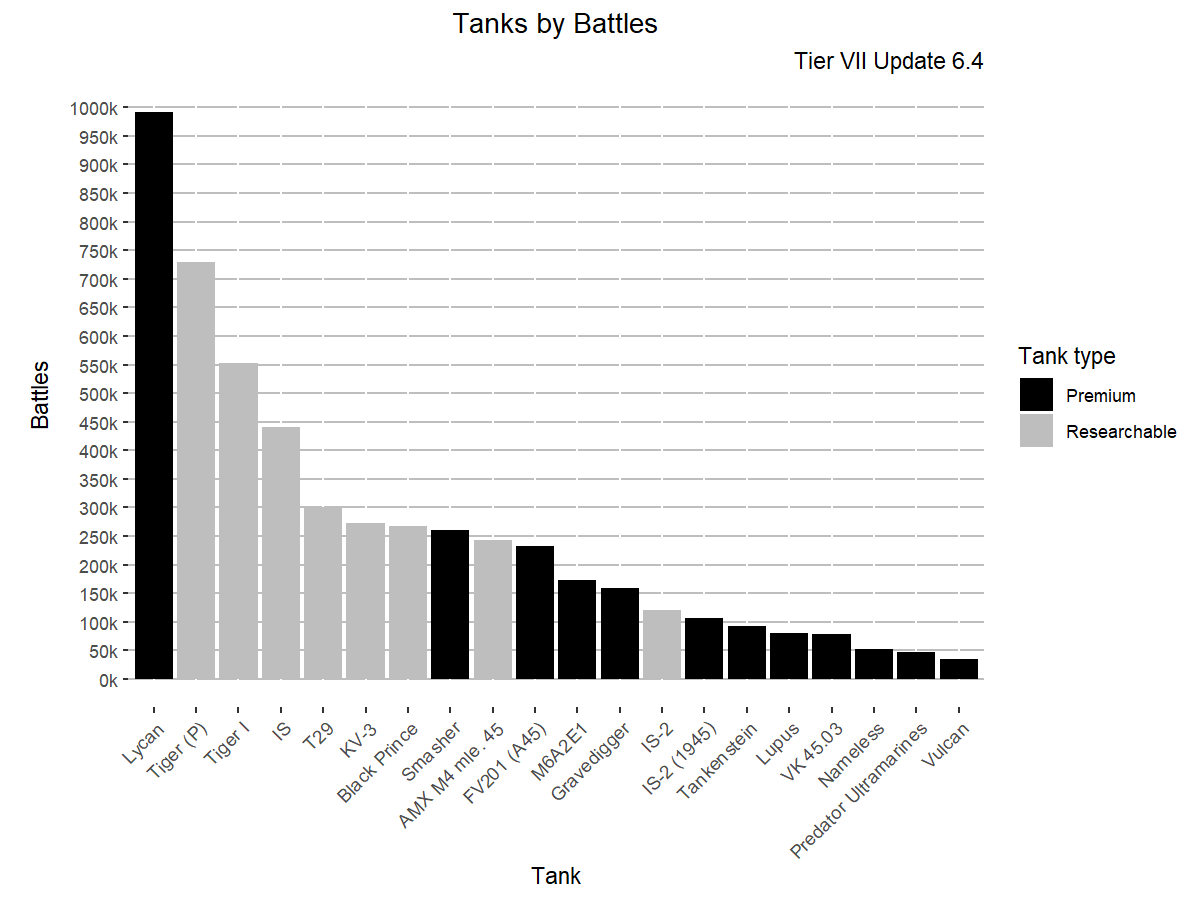 Tanks by Battles
Tier VII Update 6.4
1000k
950k
900k
850k
800k
750k
700k
650k
600k
550k
500k
450k
400k
350k
300k
250k
200k
150k
100k
50k
0k
Battles
Tank type
Premium
Researchable
Lycan
Tiger (P)
Tiger I
IS
T29
KV-3
Black Prince
Smasher
AMX M4 mle. 45
FV201 (A45)
M6A2E1
Gravedigger
IS-2
IS-2 (1945)
Tankenstein
Lupus
VK 45.03
Nameless
Predator Ultramarines
Vulcan
Tank